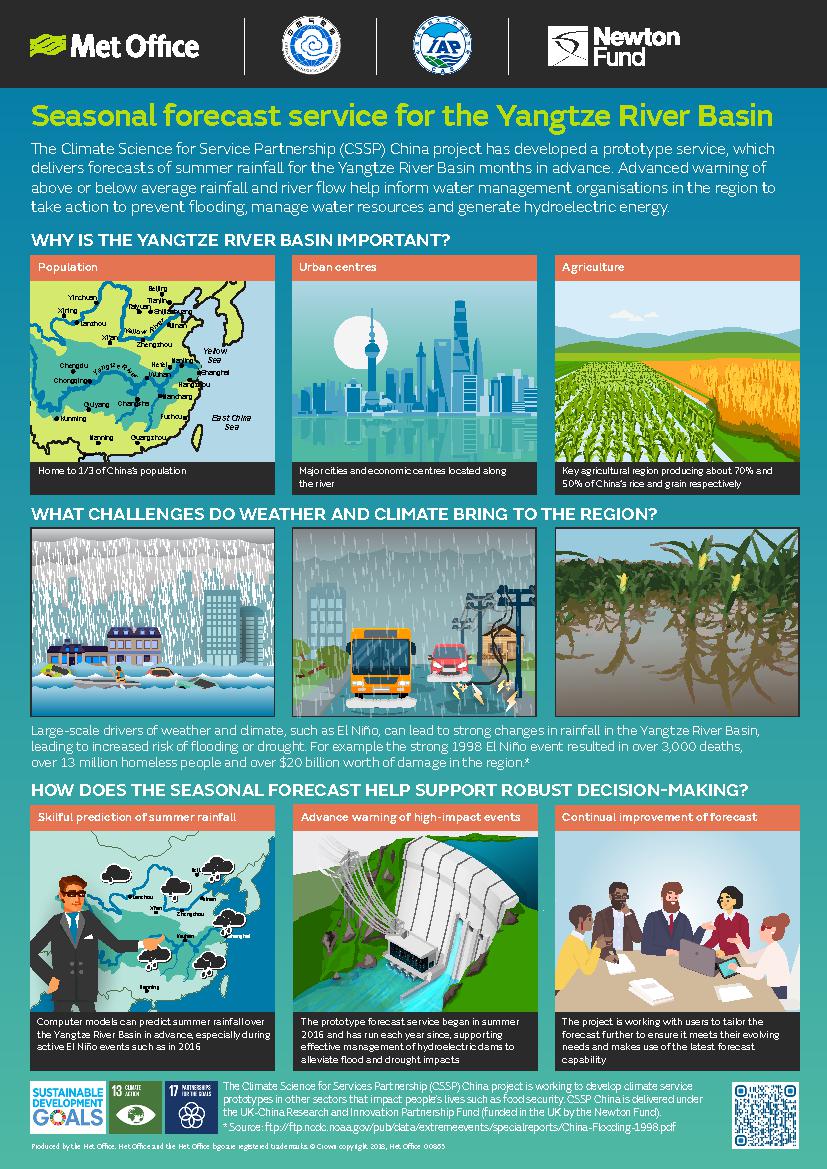 Met Office
IAP
Newton
Fund
Seasonal forecast service for the Yangtze River Basin
The Climate Science for Service Partnership (CSSP) China project has developed a prototype service, which
delivers forecasts of summer rainfall for the Yangtze River Basin months in advance. Advanced warning of
above or below average rainfall and river flow help inform water management organisations in the region to
take action to prevent flooding, manage water resources and generate hydroelectric energy.
WHY IS THE YANGTZE RIVER BASIN IMPORTANT?
Population
Beijing
Yinchuan
Tianjin
Taiyuan
Xining
Lanzhou
Yellow River
Jinan
Xi'an
Zhengzhou
Yellow
Sea
Chengdu
Yangtze River
Hefei
Nanjing
Shanghai
Wuhan
Chongqing
Hangzhou
Nanchang
Guiyang
Changsha
Fuzhou
East China
Sea
Kunming
Nanning
Guangzhou
Home to 1/3 of China's population
Urban centres
Major cities and economic centres located along
the river
Agriculture
Key agricultural region producing about 70% and
50% of China's rice and grain respectively
WHAT CHALLENGES DO WEATHER AND CLIMATE BRING TO THE REGION?
Large-scale drivers of weather and climate, such as El Niño, can lead to strong changes in rainfall in the Yangtze River Basin,
leading to increased risk of flooding or drought. For example the strong 1998 El Niño event resulted in over 3,000 deaths,
over 13 million homeless people and over $20 billion worth of damage in the region.*
HOW DOES THE SEASONAL FORECAST HELP SUPPORT ROBUST DECISION-MAKING?
Skilful prediction of summer rainfall
Lanzhou
Jinan
Xi'an
Zhengzhou
Wuhan
Shanghai
Nanning
Computer models can predict summer rainfall over
the Yangtze River Basin in advance, especially during
active El Niño events such as in 2016
Advance warning of high-impact events
The prototype forecast service began in summer
2016 and has run each year since, supporting
effective management of hydroelectric dams to
alleviate flood and drought impacts
Continual improvement of forecast
The project is working with users to tailor the
forecast further to ensure it meets their evolving
needs and makes use of the latest forecast
capability
SUSTAINABLE
DEVELOPMENT
GOALS
13 CLIMATE
ACTION
17 PARTNERSHIPS
FOR THE GOALS
The Climate Science for Services Partnership (CSSP) China project is working to develop climate service
prototypes in other sectors that impact people's lives such as food security. CSSP China is delivered under
the UK-China Research and Innovation Partnership Fund (funded in the UK by the Newton Fund).
* Source: ftp://ftp.ncdc.noaa.gov/pub/data/extremeevents/specialreports/China-Flooding-1998.pdf
Produced by the Met Office. Met Office and the Met Office logo are registered trademarks. © Crown copyright 2018, Met Office 00865